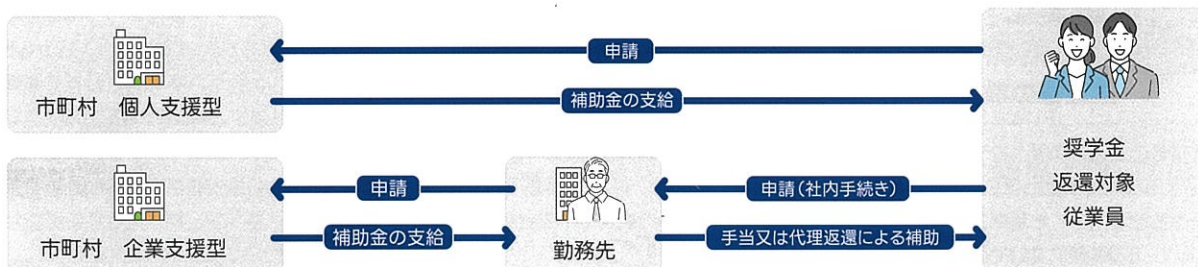 申請
市町村　個人支援型
補助金の支給
奨学金
返還対象
従業員
申請
申請(社内手続き)
市町村　企業支援型
補助金の支給
勤務先
手当又は代理返還による補助